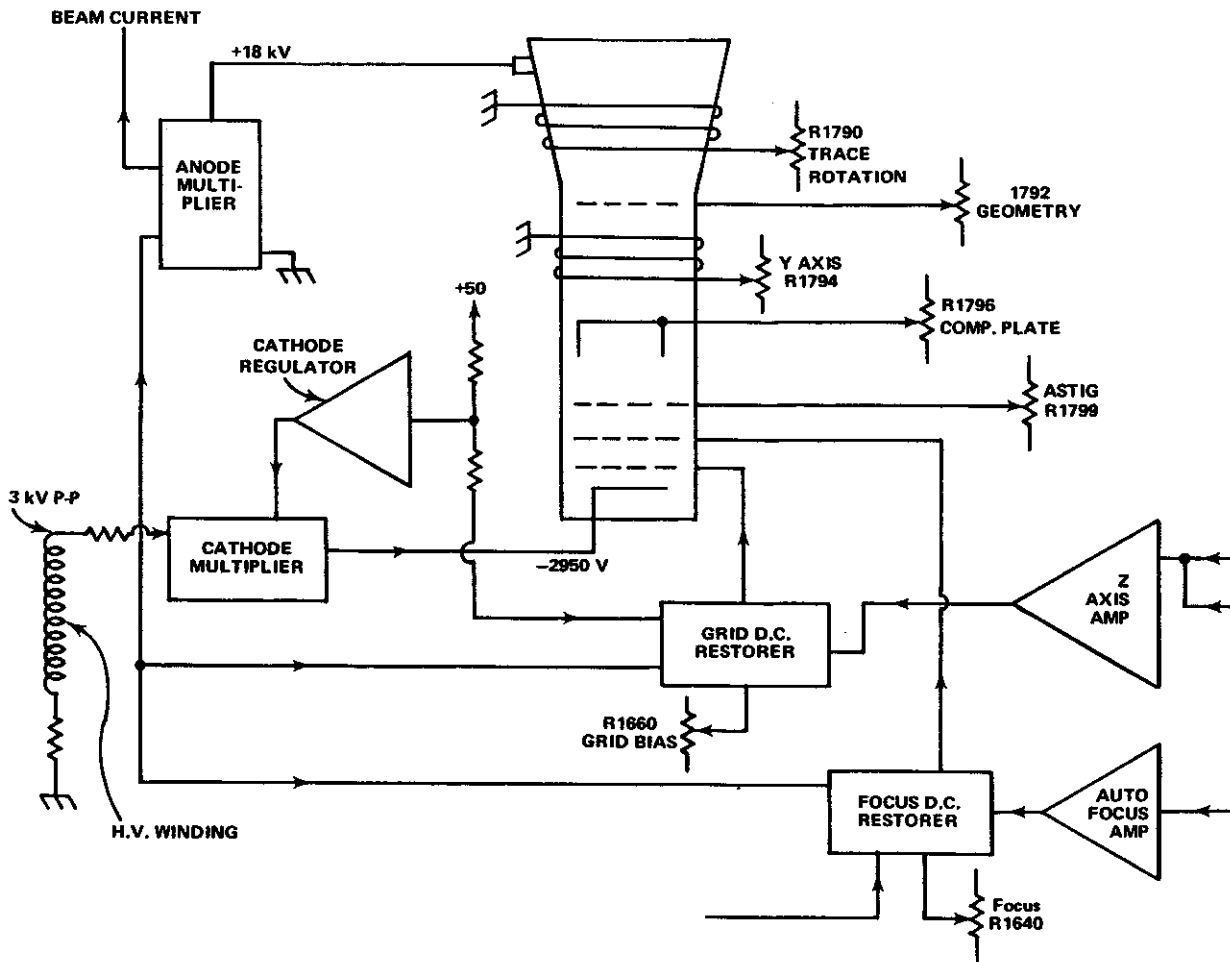 BEAM CURRENT
+18 kV
ANODE
MULTI-
PLIER
R1790
TRACE
ROTATION
1792
GEOMETRY
Y AXIS
R1794
+50
R1796
COMP. PLATE
CATHODE
REGULATOR
ASTIG
R1799
3 kV P-P
CATHODE
MULTIPLIER
−2950 V
Z
AXIS
AMP
GRID D.C.
RESTORER
R1660
GRID BIAS
H.V. WINDING
FOCUS D.C.
RESTORER
AUTO
FOCUS
AMP
Focus
R1640